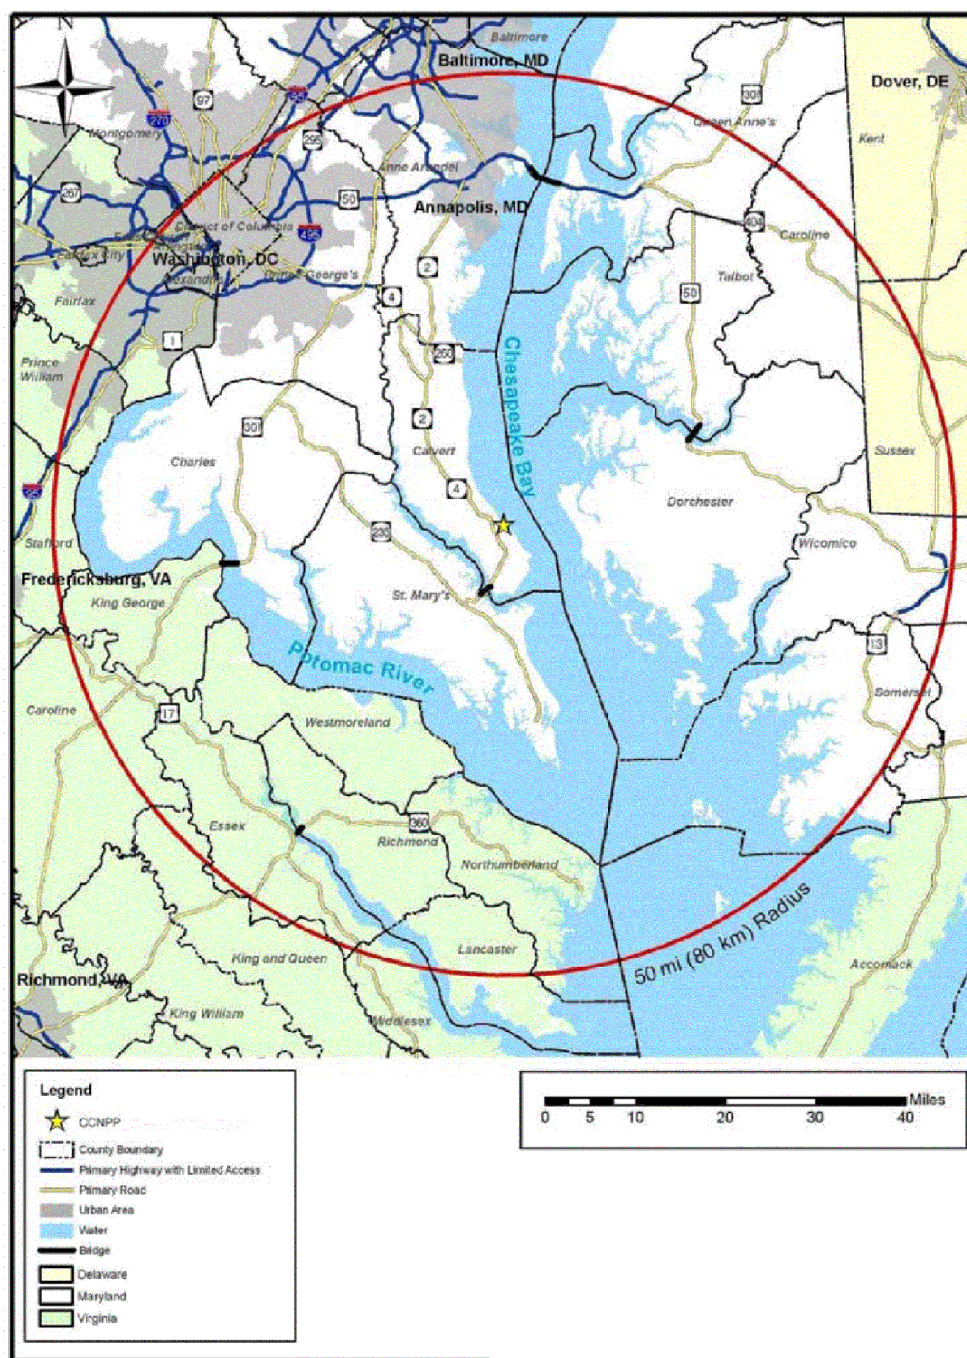 Baltimore
Baltimore, MD
Dover, DE
97
95
301
270
Queen Anne's
Montgomery
295
Kent
Anne Arundel
267
50
Annapolis, MD
District of Columbia
495
404
Caroline
Fairfax City
Washington, DC
2
Prince George's
Talbot
Alexandria
4
50
Fairfax
1
260
Prince
William
Chesapeake Bay
2
301
Calvert
Charles
Sussex
95
4
Dorchester
235
Stafford
Wicomico
Fredericksburg, VA
King George
St. Mary's
13
Potomac River
Somerset
Caroline
17
Westmoreland
Essex
360
Richmond
Northumberland
50 mi (80 km) Radius
Lancaster
King and Queen
Accomack
Richmond, VA
King William
Middlesex
Legend
CCNPP
County Boundary
Primary Highway with Limited Access
Primary Road
Urban Area
Water
Bridge
Delaware
Maryland
Virginia
Miles
0 5 10 20 30 40